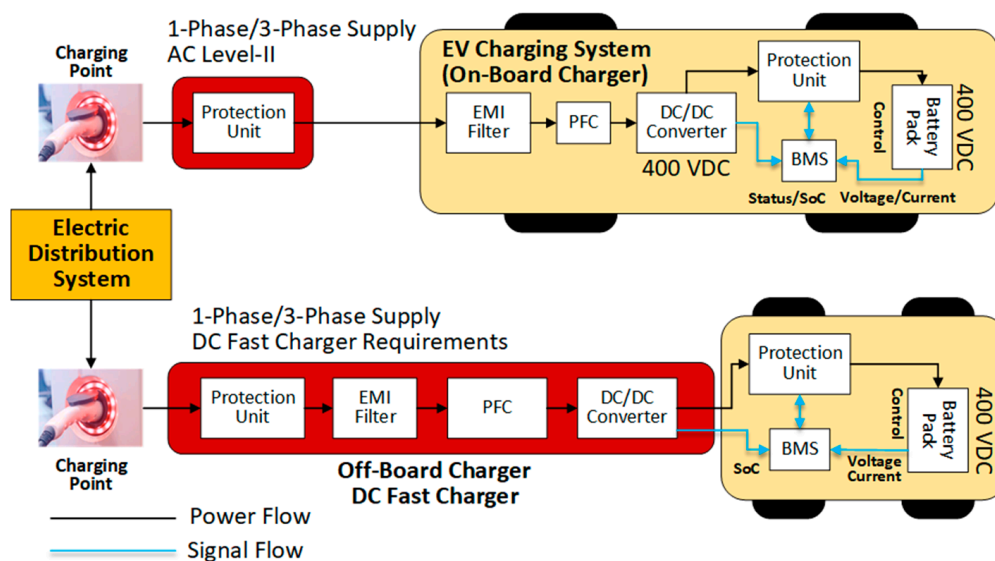 1-Phase/3-Phase Supply
AC Level-II
Charging
Point
Protection
Unit
EV Charging System
(On-Board Charger)
EMI
Filter
PFC
DC/DC
Converter
400 VDC
Protection
Unit
BMS
Status/SoC
Voltage/Current
Control
Battery
Pack
400 VDC
Electric
Distribution
System
1-Phase/3-Phase Supply
DC Fast Charger Requirements
Charging
Point
Protection
Unit
EMI
Filter
PFC
DC/DC
Converter
Off-Board Charger
DC Fast Charger
Protection
Unit
BMS
SoC
Voltage
Current
Control
Battery
Pack
400 VDC
Power Flow
Signal Flow